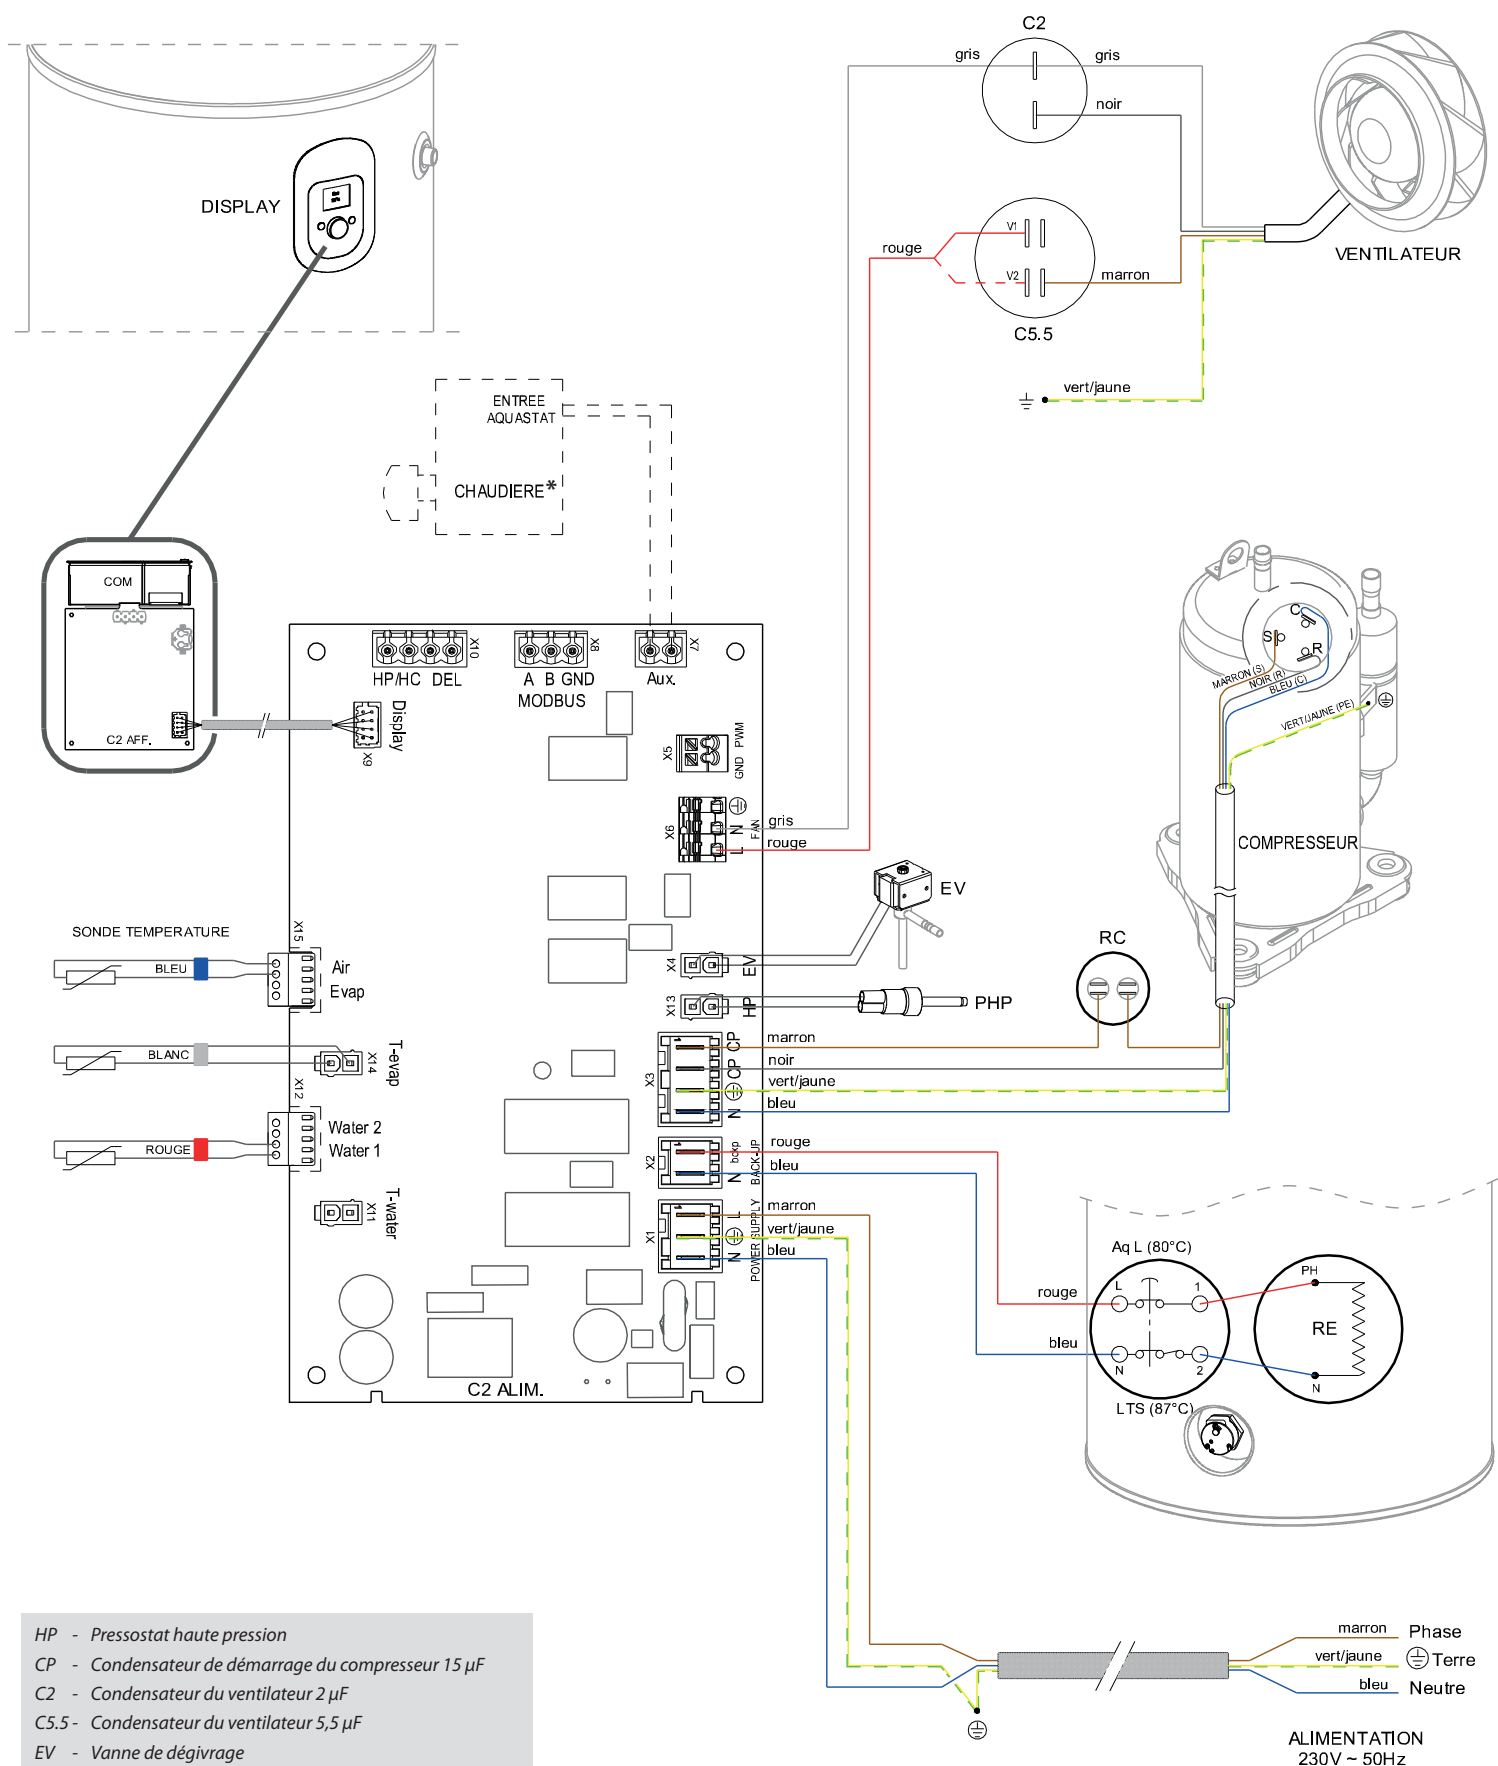 C2
gris
gris
noir
DISPLAY
rouge
V1
V2
marron
VENTILATEUR
C5.5
vert/jaune
ENTREE
AQUASTAT
CHAUDIERE*
COM
C2 AFF.
X10
HP/HC DEL
X8
A B GND
MODBUS
X7
Aux.
Display
X9
X5
GND PWM
X6
L N
FAN
gris
rouge
C
S
R
MARRON (S)
NOIR (R)
BLEU (C)
VERT/JAUNE (PE)
COMPRESSEUR
EV
X4
EV
RC
SONDE TEMPERATURE
X15
BLEU
Air
Evap
X13
HP
PHP
X3
CP
CP
N
marron
noir
vert/jaune
bleu
BLANC
X14
T-evap
X12
Water 2
Water 1
ROUGE
X2
N
bcxp
BACK-UP
rouge
bleu
X11
T-water
X1
L
N
POWER SUPPLY
marron
vert/jaune
bleu
Aq L (80°C)
rouge
L
1
PH
RE
bleu
N
2
N
LTS (87°C)
C2 ALIM.
HP - Pressostat haute pression
CP - Condensateur de démarrage du compresseur 15 µF
C2 - Condensateur du ventilateur 2 µF
C5.5 - Condensateur du ventilateur 5,5 µF
EV - Vanne de dégivrage
marron
Phase
vert/jaune
Terre
bleu
Neutre
ALIMENTATION
230V ~ 50Hz